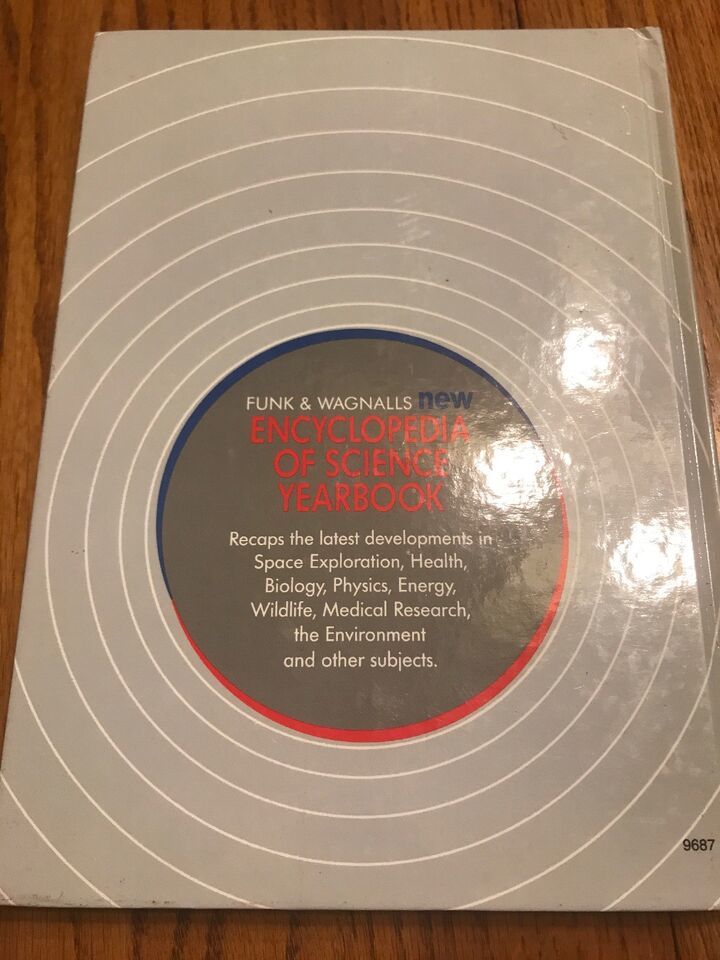 FUNK & WAGNALLS new
ENCYCLOPEDIA
OF SCIENCE
YEARBOOK
Recaps the latest developments in
Space Exploration, Health,
Biology, Physics, Energy,
Wildlife, Medical Research,
the Environment
and other subjects.
9687